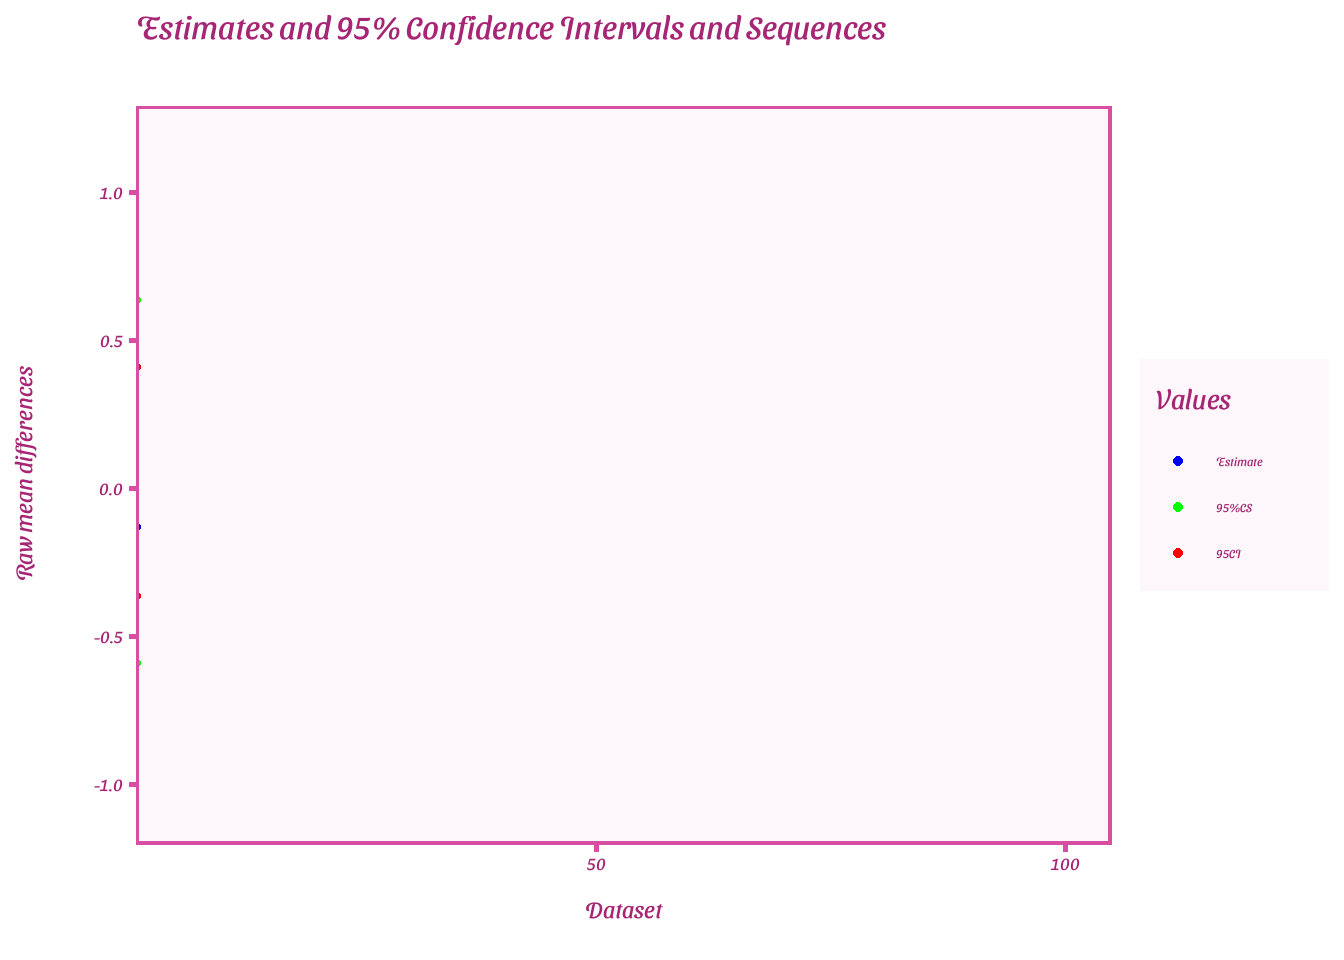 Estimates and 95% Confidence Intervals and Sequences
1.0
0.5
0.0
-0.5
-1.0
Raw mean differences
50
100
Dataset
Values
Estimate
95%CS
95CI